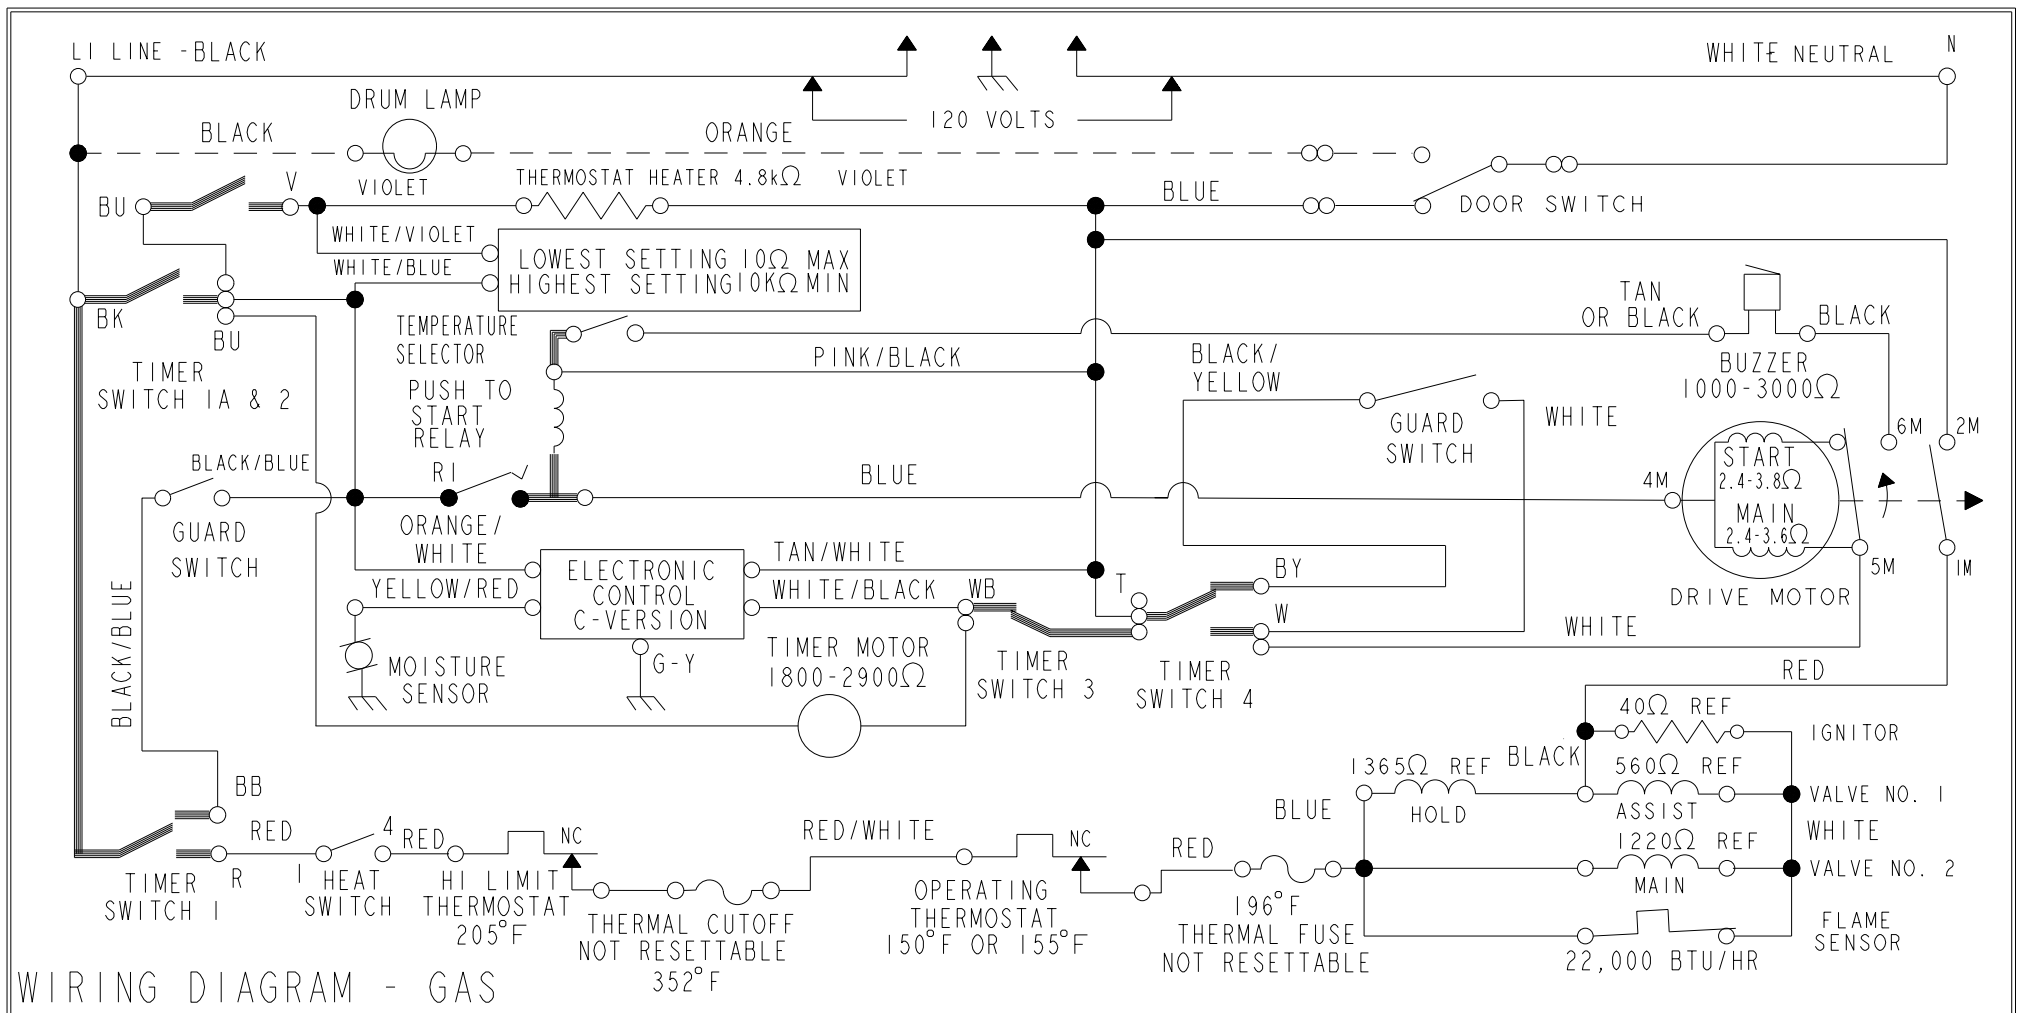 LI LINE - BLACK
WHITE NEUTRAL
N
DRUM LAMP
120 VOLTS
BLACK
ORANGE
V
VIOLET
THERMOSTAT HEATER 4.8kΩ
VIOLET
BLUE
BU
DOOR SWITCH
WHITE/VIOLET
WHITE/BLUE
LOWEST SETTING 10Ω MAX
HIGHEST SETTING 10KΩ MIN
BK
BU
TIMER
SWITCH 1A & 2
TEMPERATURE
SELECTOR
TAN
OR BLACK
BLACK
BUZZER
1000-3000Ω
PINK/BLACK
BLACK/
YELLOW
PUSH TO
START
RELAY
GUARD
SWITCH
WHITE
6M
2M
BLACK/BLUE
R1
BLUE
4M
START
2.4-3.8Ω
MAIN
2.4-3.6Ω
GUARD
SWITCH
ORANGE/
WHITE
5M
1M
DRIVE MOTOR
ELECTRONIC
CONTROL
C-VERSION
TAN/WHITE
YELLOW/RED
WHITE/BLACK
WB
T
BY
W
BLACK/BLUE
WHITE
MOISTURE
SENSOR
G-Y
TIMER MOTOR
1800-2900Ω
TIMER
SWITCH 3
TIMER
SWITCH 4
RED
40Ω REF
IGNITOR
BLACK
1365Ω REF
HOLD
560Ω REF
ASSIST
VALVE NO. 1
WHITE
BB
BLUE
1220Ω REF
MAIN
VALVE NO. 2
RED
4
RED
NC
RED/WHITE
NC
RED
R
1
TIMER
SWITCH 1
HEAT
SWITCH
HI LIMIT
THERMOSTAT
205°F
THERMAL CUTOFF
NOT RESETTABLE
352°F
OPERATING
THERMOSTAT
150°F OR 155°F
196°F
THERMAL FUSE
NOT RESETTABLE
FLAME
SENSOR
22,000 BTU/HR
WIRING DIAGRAM - GAS